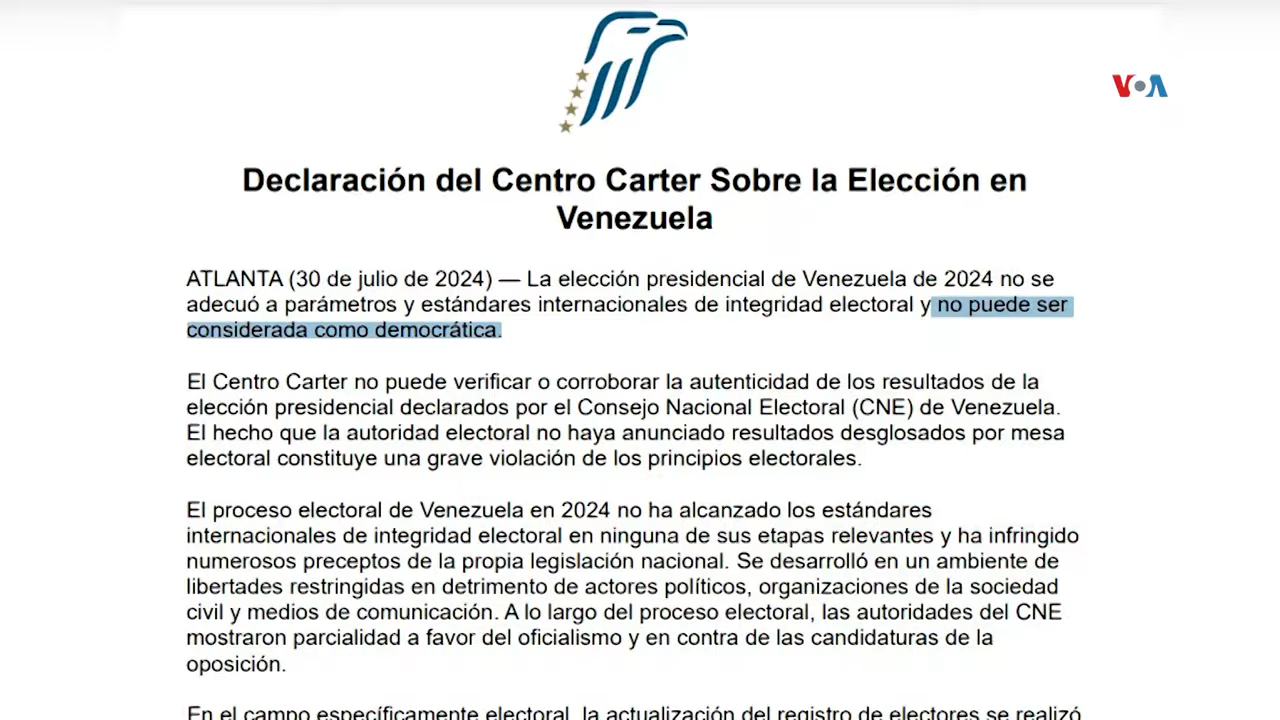 VOA
Declaración del Centro Carter Sobre la Elección en
Venezuela
ATLANTA (30 de julio de 2024) — La elección presidencial de Venezuela de 2024 no se
adecuó a parámetros y estándares internacionales de integridad electoral y no puede ser
considerada como democrática.
El Centro Carter no puede verificar o corroborar la autenticidad de los resultados de la
elección presidencial declarados por el Consejo Nacional Electoral (CNE) de Venezuela.
El hecho que la autoridad electoral no haya anunciado resultados desglosados por mesa
electoral constituye una grave violación de los principios electorales.
El proceso electoral de Venezuela en 2024 no ha alcanzado los estándares
internacionales de integridad electoral en ninguna de sus etapas relevantes y ha infringido
numerosos preceptos de la propia legislación nacional. Se desarrolló en un ambiente de
libertades restringidas en detrimento de actores políticos, organizaciones de la sociedad
civil y medios de comunicación. A lo largo del proceso electoral, las autoridades del CNE
mostraron parcialidad a favor del oficialismo y en contra de las candidaturas de la
oposición.
En el campo específicamente electoral, la actualización del registro de electores se realizó